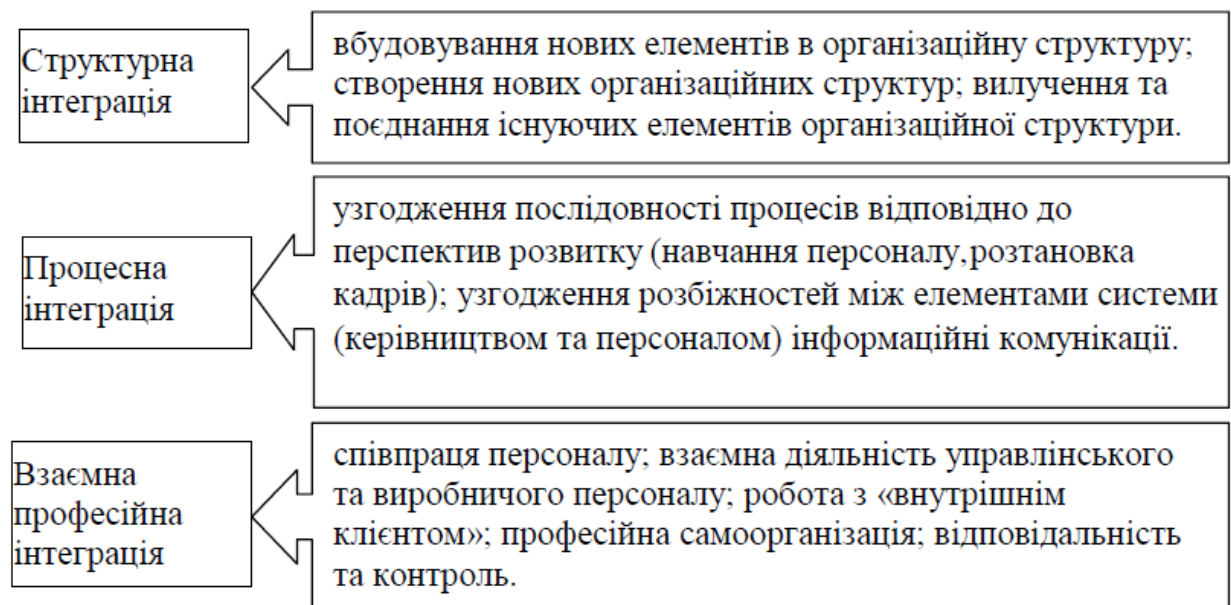 Структурна
інтеграція
вбудовування нових елементів в організаційну структуру;
створення нових організаційних структур; вилучення та
поєднання існуючих елементів організаційної структури.
Процесна
інтеграція
узгодження послідовності процесів відповідно до
перспектив розвитку (навчання персоналу,розтановка
кадрів); узгодження розбіжностей між елементами системи
(керівництвом та персоналом) інформаційні комунікації.
Взаємна
професійна
інтеграція
співпраця персоналу; взаємна діяльність управлінського
та виробничого персоналу; робота з «внутрішнім
клієнтом»; професійна самоорганізація; відповідальність
та контроль.